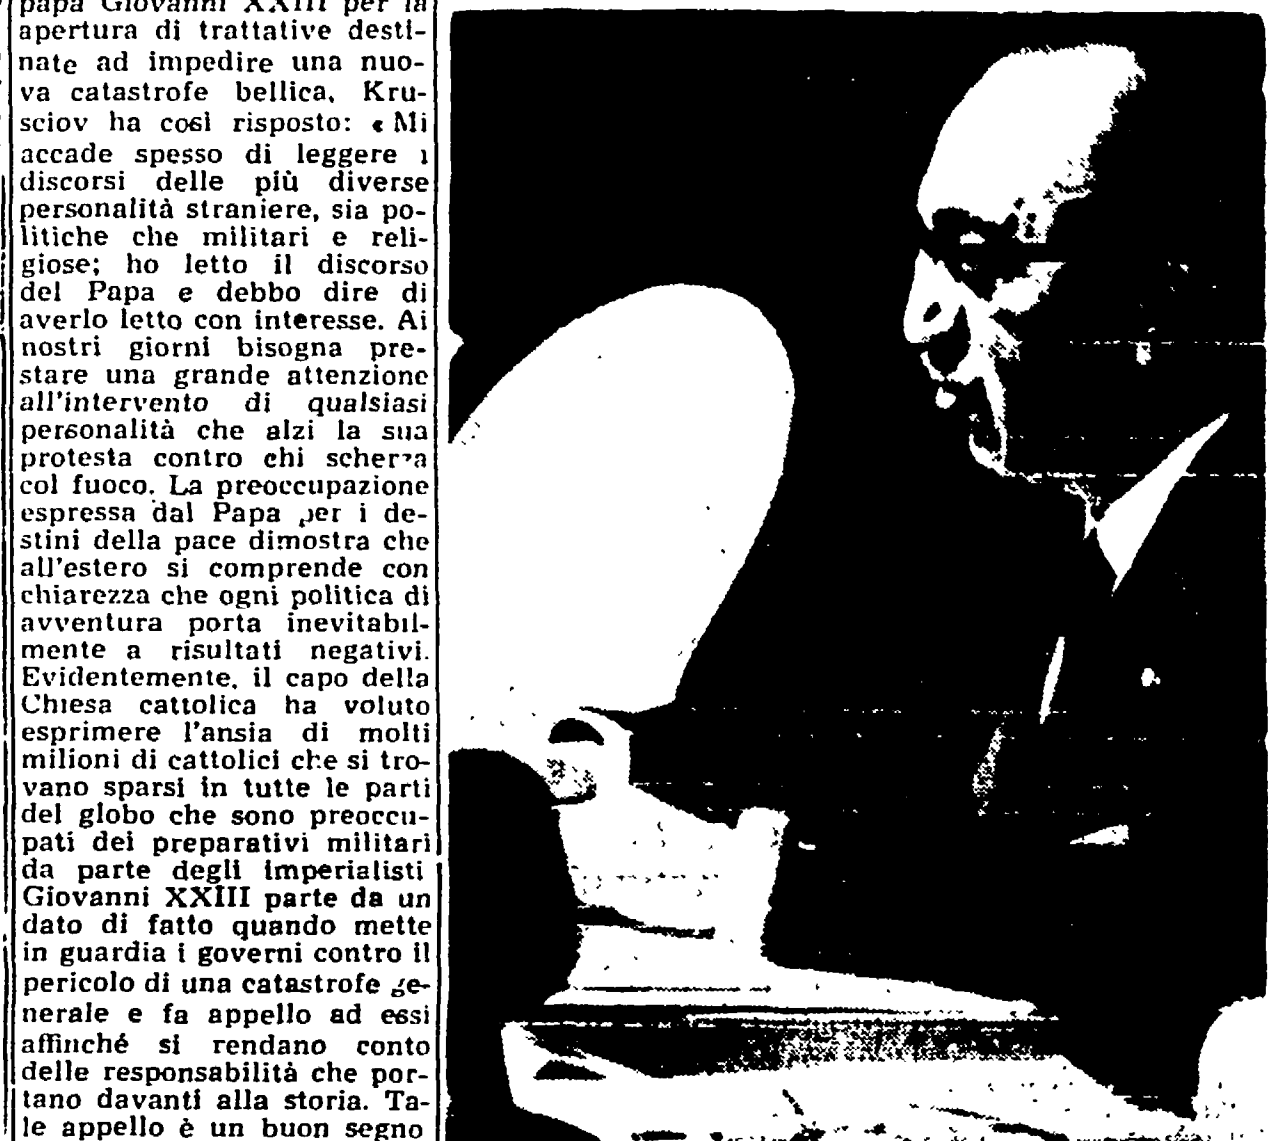 papa Giovanni XXIII per la
apertura di trattative desti-
nate ad impedire una nuo-
va catastrofe bellica, Kru-
sciov ha così risposto: « Mi
accade spesso di leggere i
discorsi delle più diverse
personalità straniere, sia po-
litiche che militari e reli-
giose; ho letto il discorso
del Papa e debbo dire di
averlo letto con interesse. Ai
nostri giorni bisogna pre-
stare una grande attenzione
all'intervento di qualsiasi
personalità che alzi la sua
protesta contro chi scherza
col fuoco. La preoccupazione
espressa dal Papa per i de-
stini della pace dimostra che
all'estero si comprende con
chiarezza che ogni politica di
avventura porta inevitabil-
mente a risultati negativi.
Evidentemente, il capo della
Chiesa cattolica ha voluto
esprimere l'ansia di molti
milioni di cattolici che si tro-
vano sparsi in tutte le parti
del globo che sono preoccu-
pati dei preparativi militari
da parte degli imperialisti
Giovanni XXIII parte da un
dato di fatto quando mette
in guardia i governi contro il
pericolo di una catastrofe ge-
nerale e fa appello ad essi
affinché si rendano conto
delle responsabilità che por-
tano davanti alla storia. Ta-
le appello è un buon segno